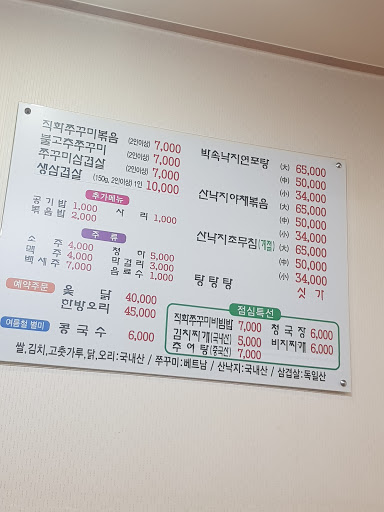 직화쭈꾸미볶음 (2인이상) 7,000
불고추쭈꾸미 (2인이상) 7,000
쭈꾸미삼겹살 (2인이상) 7,000
생삼겹살 (150g, 2인이상) 1인 10,000
추가메뉴
공기밥 1,000 사리 1,000
볶음밥 2,000
주류
소주 4,000 청하 5,000
맥주 4,000 막걸리 3,000
백세주 7,000 음료수 1,000
예약주문
옻닭 40,000
한방오리 45,000
여름철 별미
콩국수 6,000
박속낙지연포탕 (大) 65,000
(中) 50,000
(小) 34,000
산낙지야채볶음 (大) 65,000
(中) 50,000
(小) 34,000
산낙지초무침(계절) (大) 65,000
(中) 50,000
(小) 34,000
탕탕탕 싯가
점심특선
직화쭈꾸미비빔밥 7,000 청국장 6,000
김치찌개(국내산) 5,000 비지찌개 6,000
추어탕(중국산) 7,000
쌀,김치,고춧가루,닭,오리:국내산 / 쭈꾸미:베트남 / 산낙지:국내산 / 삼겹살:독일산